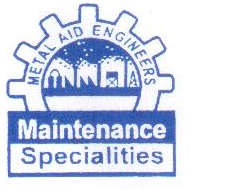 METAL AID ENGINEERS
Maintenance
Specialities